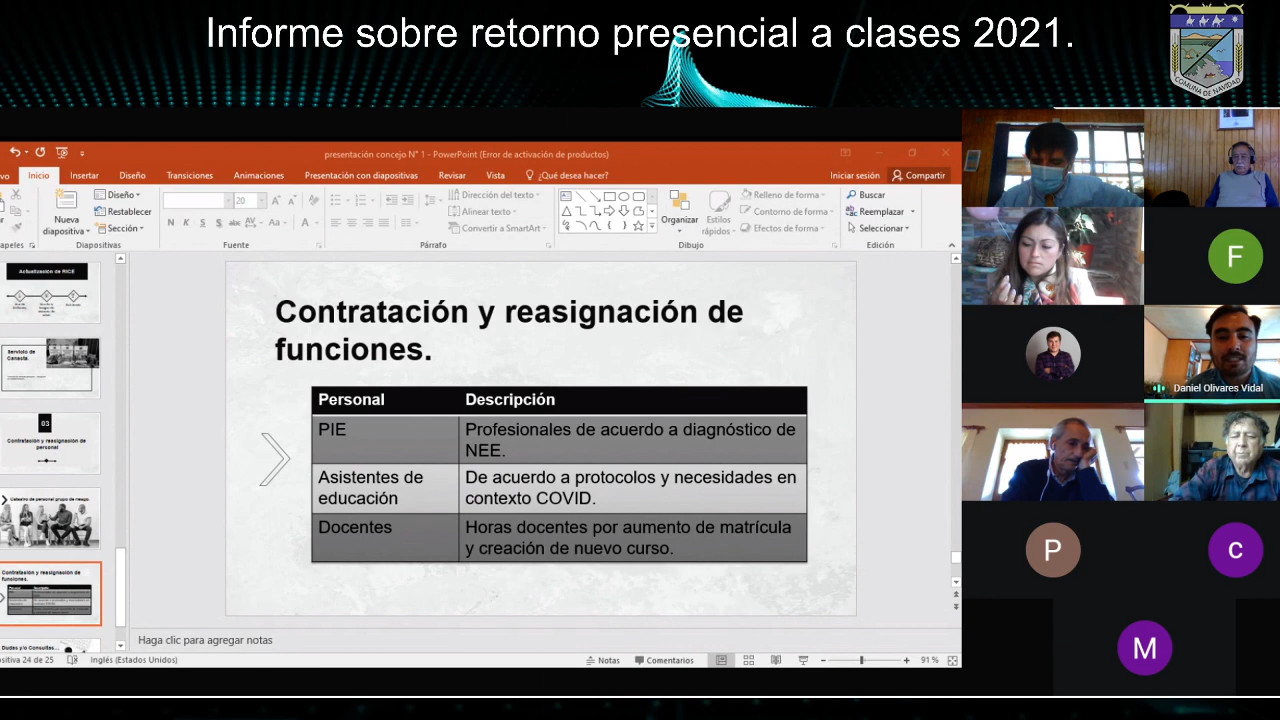 Informe sobre retorno presencial a clases 2021.
COMUNA DE NAVIDAD
presentación concejo N° 1 - PowerPoint (Error de activación de productos)
Inicio Insertar Diseño Transiciones Animaciones Presentación con diapositivas Revisar Vista ¿Qué desea hacer? Iniciar sesión Compartir
Nueva diapositiva
Diseño
Restablecer
Sección
Diapositivas
20
N K S abc AV Aa A
Fuente
Dirección del texto
Alinear texto
Convertir a SmartArt
Párrafo
Organizar
Estilos rápidos
Relleno de forma
Contorno de forma
Efectos de forma
Dibujo
Buscar
Reemplazar
Seleccionar
Edición
apeles
Actualización de RICE
Servicio de
Canasta.
03
Contratación y reasignación de
personal
Catastro de personal grupo de riesgo.
Contratación y reasignación de
funciones.
Dudas y/o Consultas...
Contratación y reasignación de
funciones.
Personal Descripción
PIE Profesionales de acuerdo a diagnóstico de
NEE.
Asistentes de De acuerdo a protocolos y necesidades en
educación contexto COVID.
Docentes Horas docentes por aumento de matrícula
y creación de nuevo curso.
Haga clic para agregar notas
ositiva 24 de 25 Inglés (Estados Unidos) Notas Comentarios 91 %
F
Daniel Olivares Vidal
P
c
M